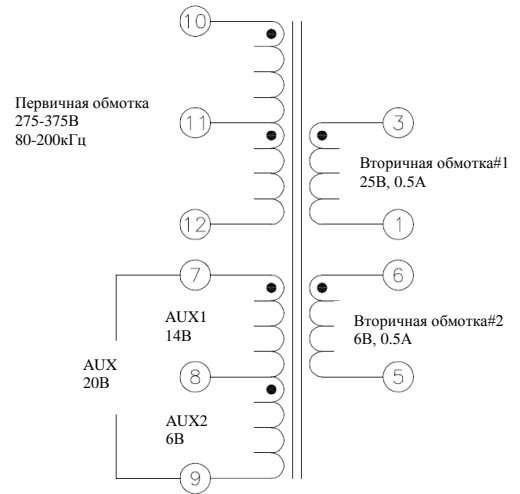 10
Первичная обмотка
275-375В
80-200кГц
11
3
Вторичная обмотка#1
25В, 0.5А
12
1
7
6
AUX1
14В
Вторичная обмотка#2
6В, 0.5А
AUX
20В
8
5
AUX2
6В
9